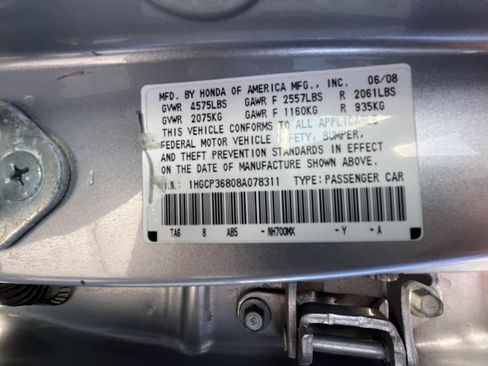 MFD. BY HONDA OF AMERICA MFG., INC. 06/08
GVWR 4575LBS GAWR F 2557LBS R 2061LBS
GVWR 2075KG GAWR F 1160KG R 935KG
THIS VEHICLE CONFORMS TO ALL APPLICABLE
FEDERAL MOTOR VEHICLE SAFETY, BUMPER,
AND THEFT PREVENTION STANDARDS IN EFFECT
ON THE DATE OF MANUFACTURE SHOWN ABOVE.
.I.N.: 1HGCP36808A078311 TYPE: PASSENGER CAR
TA6 8 AB5 -NH700MX -Y -A